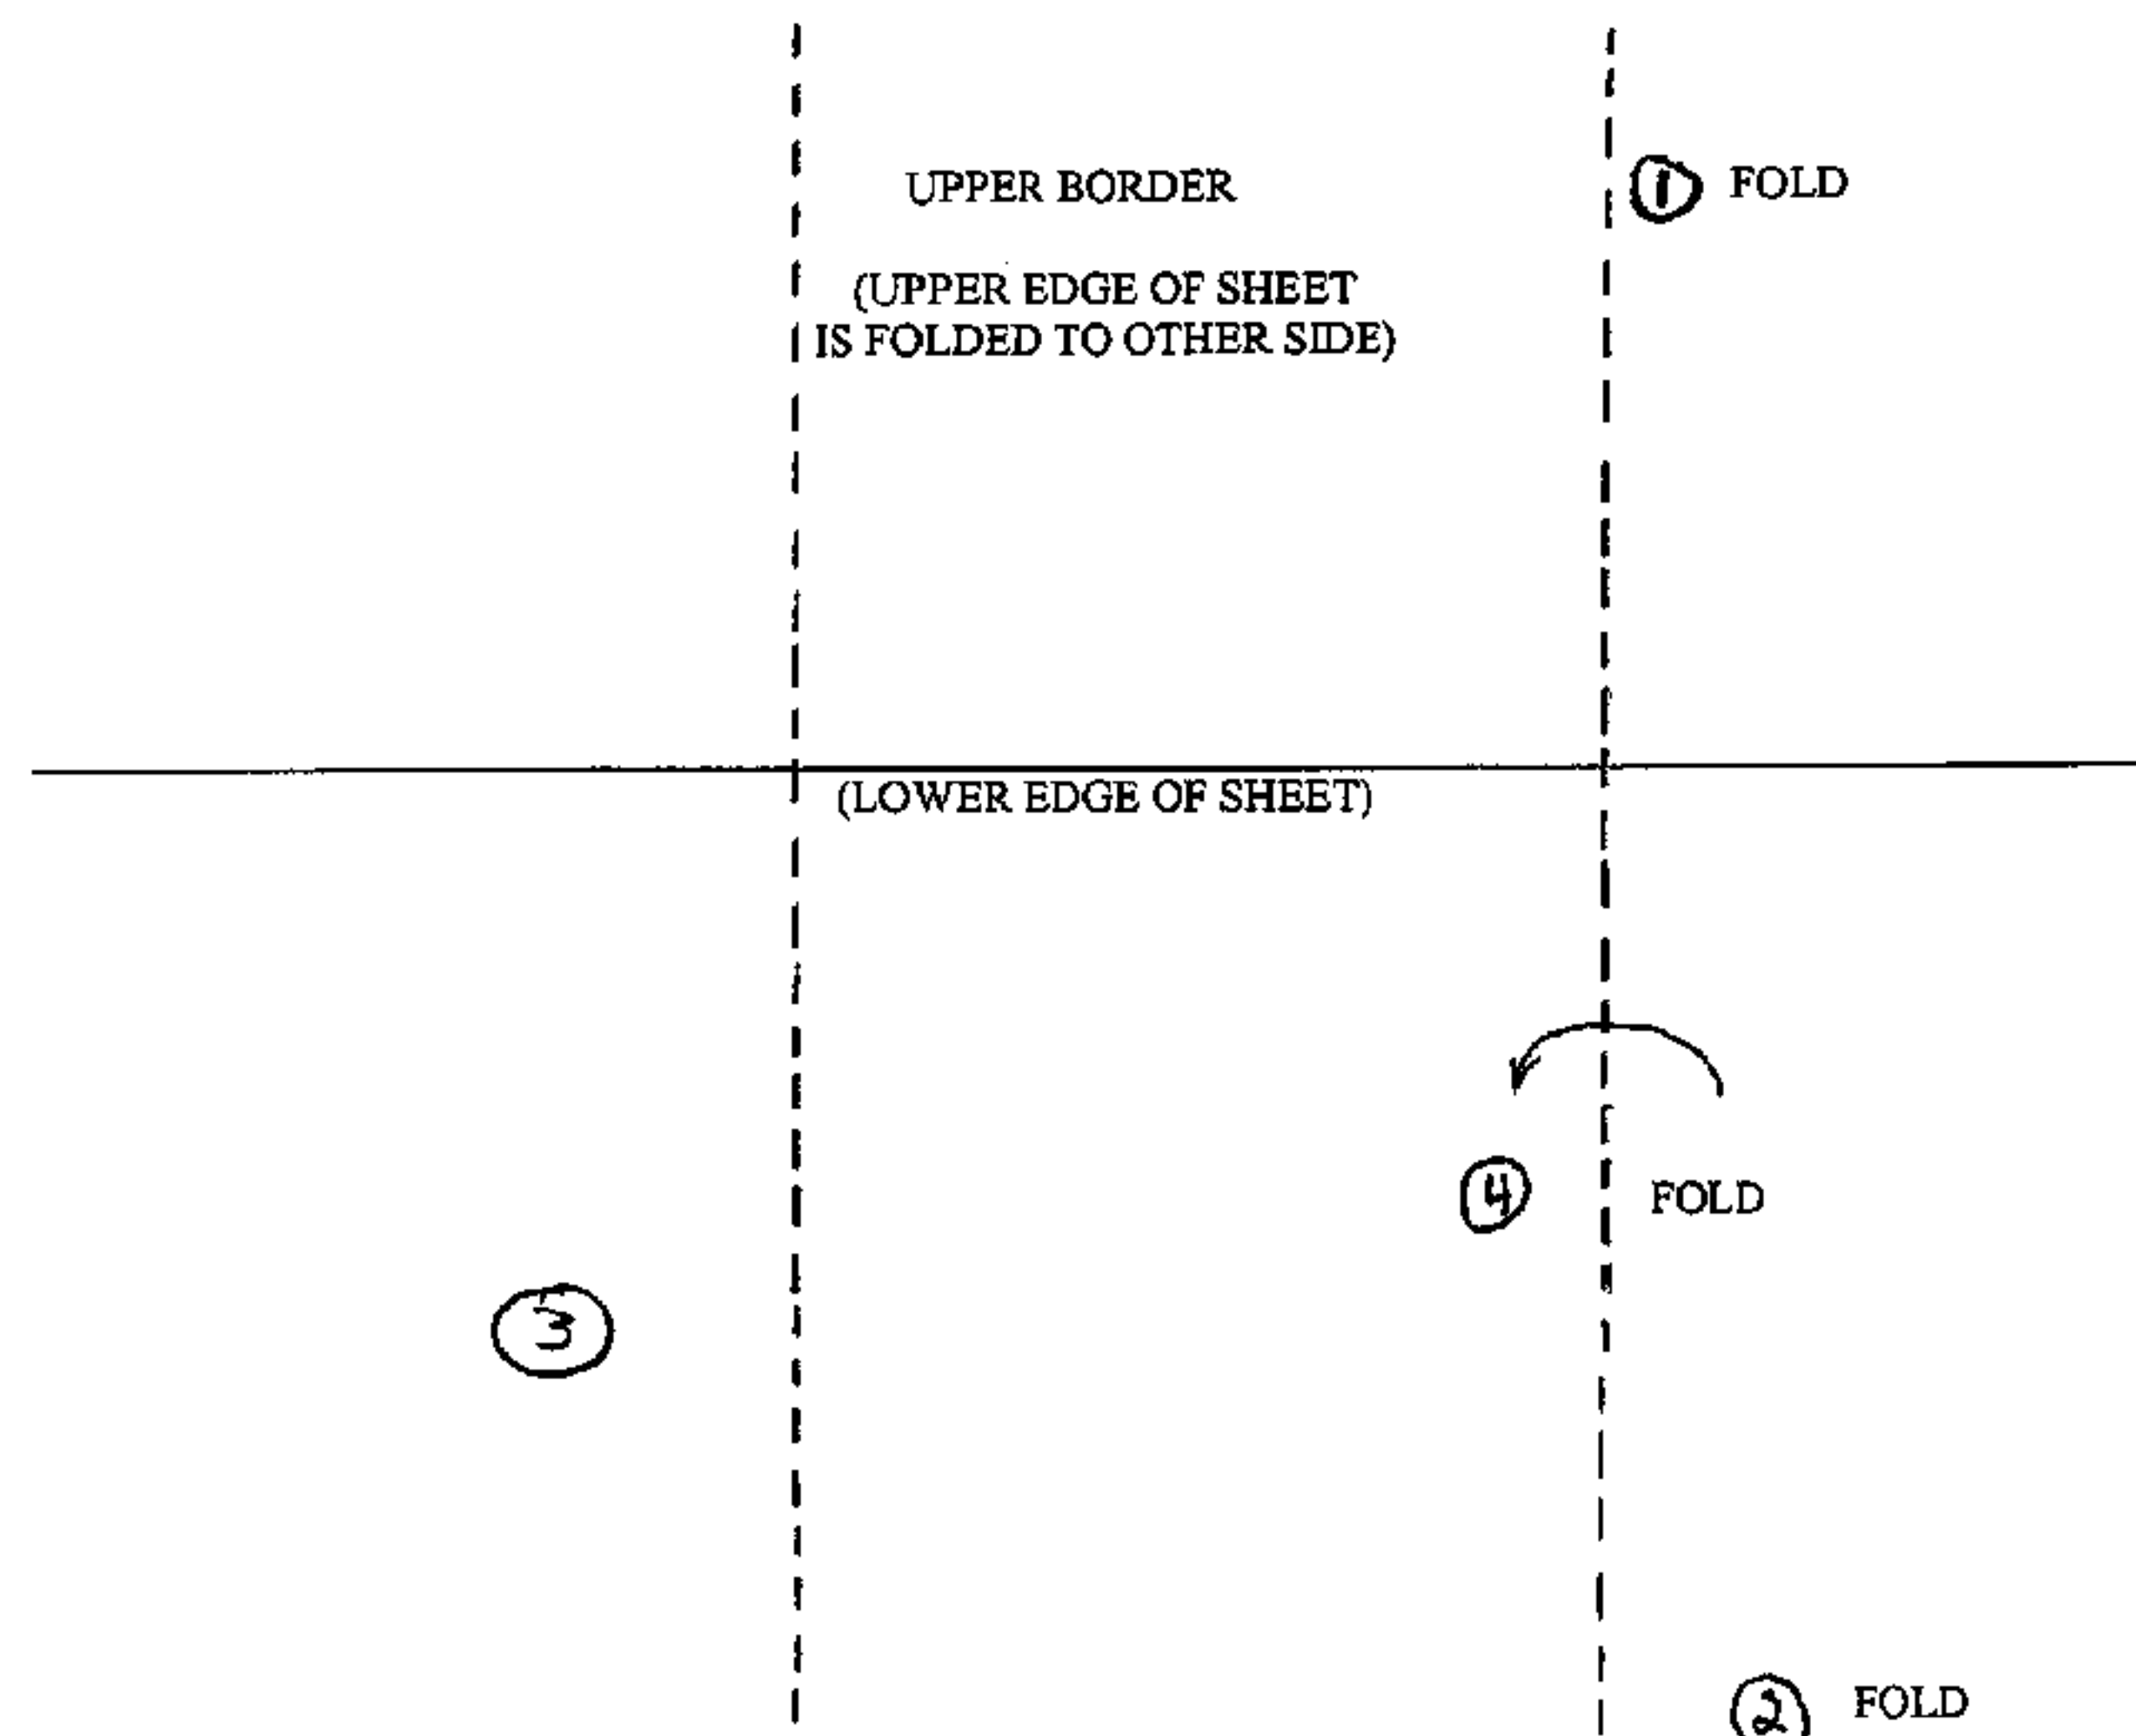 UPPER BORDER
1 FOLD
(UPPER EDGE OF SHEET
IS FOLDED TO OTHER SIDE)
(LOWER EDGE OF SHEET)
4 FOLD
3
2 FOLD